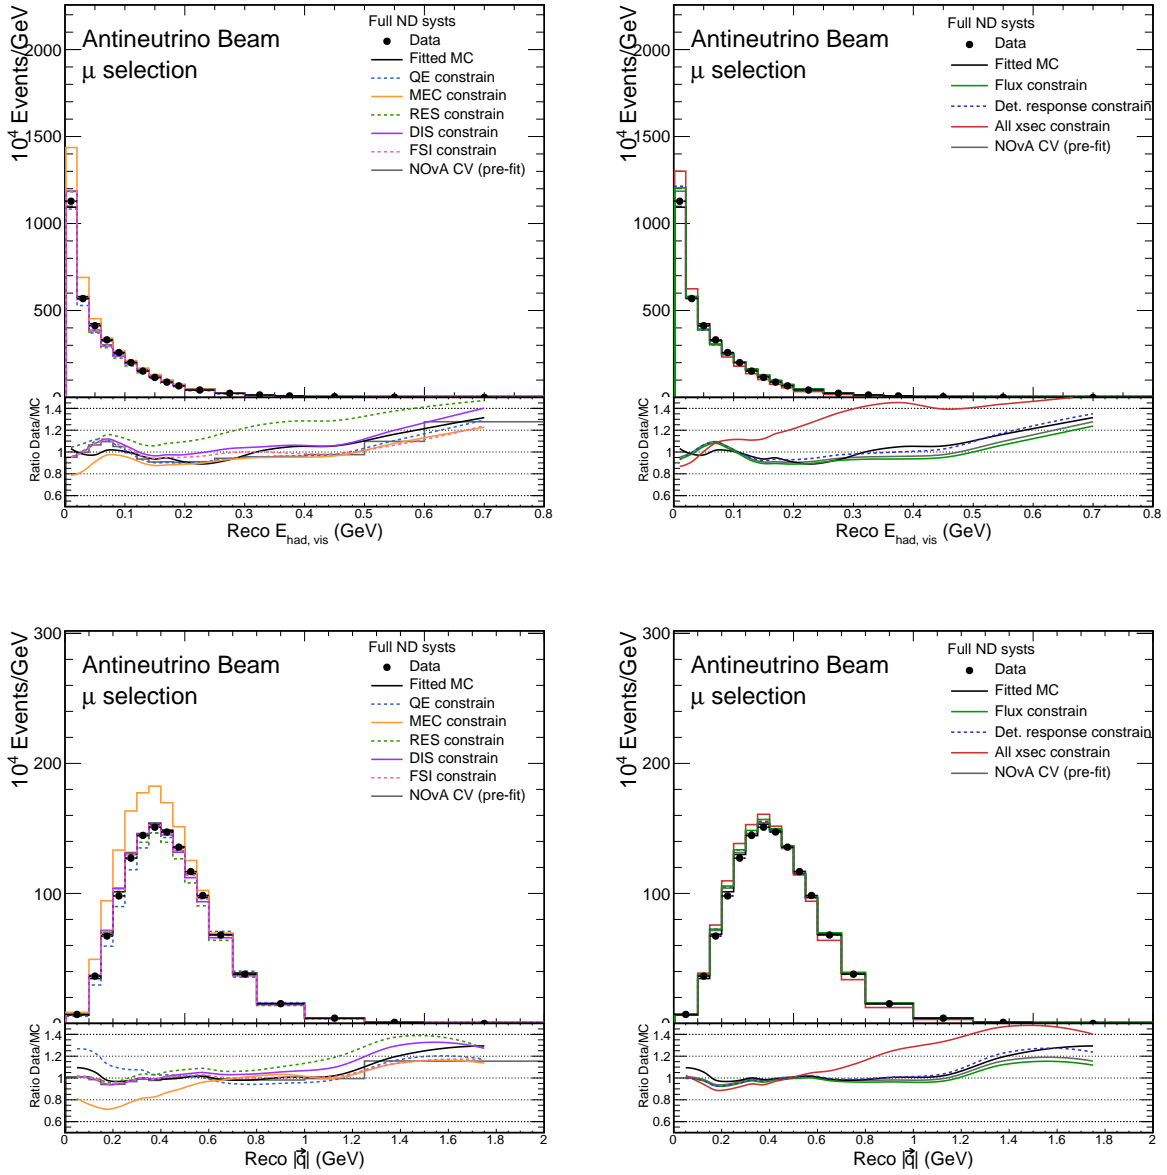 Antineutrino Beam
μ selection
Full ND systs
Data
Fitted MC
QE constrain
MEC constrain
RES constrain
DIS constrain
FSI constrain
NOvA CV (pre-fit)
10⁴ Events/GeV
2000
1500
1000
500
0
Ratio Data/MC
1.4
1.2
1.0
0.8
0.6
0 0.1 0.2 0.3 0.4 0.5 0.6 0.7 0.8
Reco E had, vis (GeV)
Antineutrino Beam
μ selection
Full ND systs
Data
Fitted MC
Flux constrain
Det. response constrain
All xsec constrain
NOvA CV (pre-fit)
10⁴ Events/GeV
2000
1500
1000
500
0
Ratio Data/MC
1.4
1.2
1.0
0.8
0.6
0 0.1 0.2 0.3 0.4 0.5 0.6 0.7 0.8
Reco E had, vis (GeV)
Antineutrino Beam
μ selection
Full ND systs
Data
Fitted MC
QE constrain
MEC constrain
RES constrain
DIS constrain
FSI constrain
NOvA CV (pre-fit)
10⁴ Events/GeV
300
200
100
0
Ratio Data/MC
1.4
1.2
1.0
0.8
0.6
0 0.2 0.4 0.6 0.8 1 1.2 1.4 1.6 1.8 2
Reco |q⃗| (GeV)
Antineutrino Beam
μ selection
Full ND systs
Data
Fitted MC
Flux constrain
Det. response constrain
All xsec constrain
NOvA CV (pre-fit)
10⁴ Events/GeV
300
200
100
0
Ratio Data/MC
1.4
1.2
1.0
0.8
0.6
0 0.2 0.4 0.6 0.8 1 1.2 1.4 1.6 1.8 2
Reco |q⃗| (GeV)